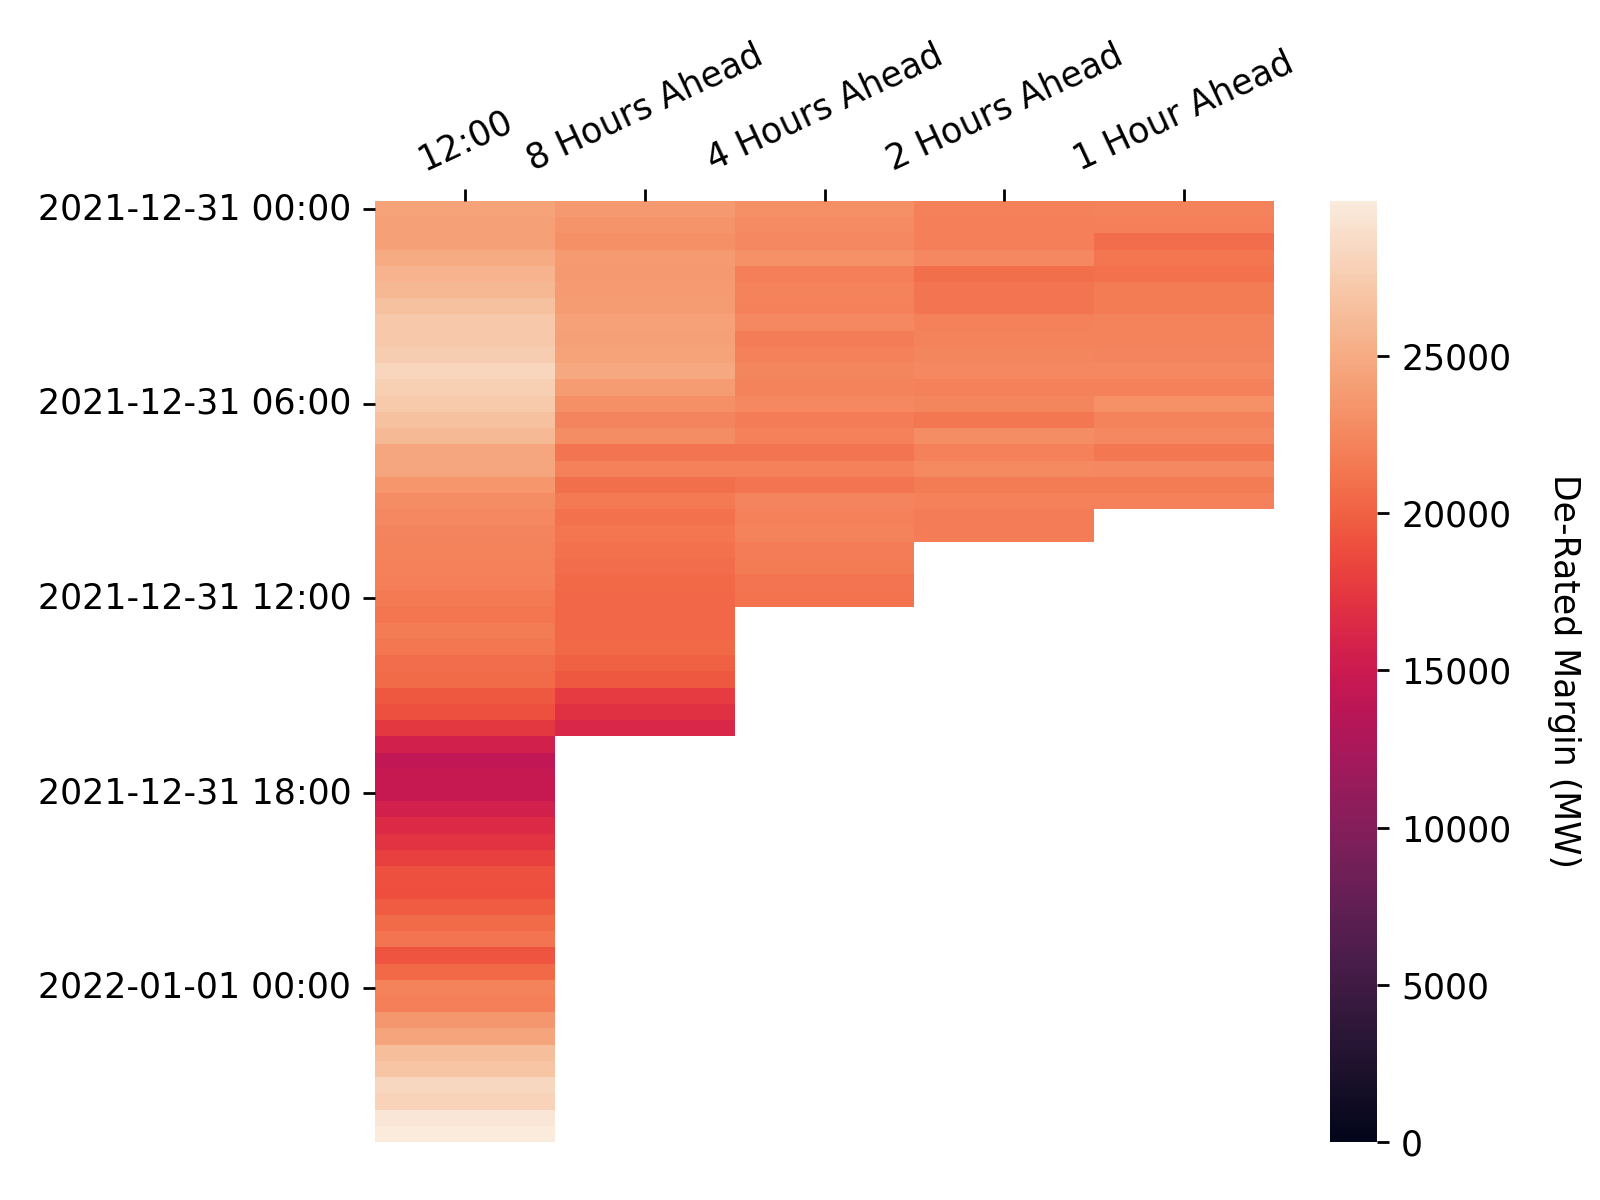 12:00
8 Hours Ahead
4 Hours Ahead
2 Hours Ahead
1 Hour Ahead
2021-12-31 00:00
2021-12-31 06:00
2021-12-31 12:00
2021-12-31 18:00
2022-01-01 00:00
25000
20000
15000
10000
5000
0
De-Rated Margin (MW)